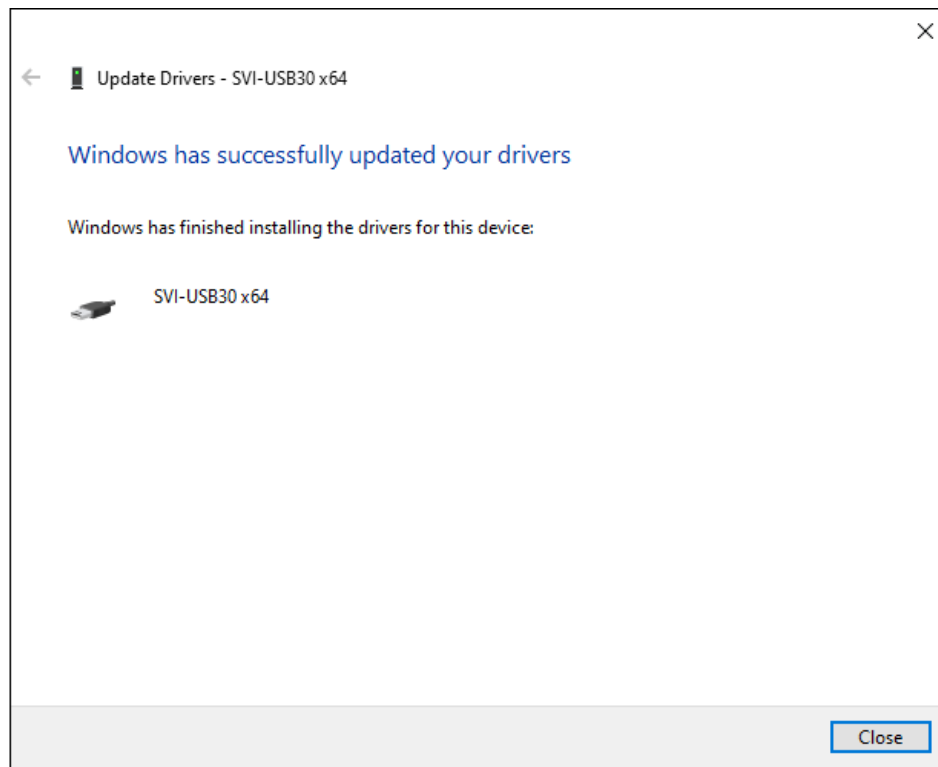 Update Drivers - SVI-USB30 x64
Windows has successfully updated your drivers
Windows has finished installing the drivers for this device:
SVI-USB30 x64
Close